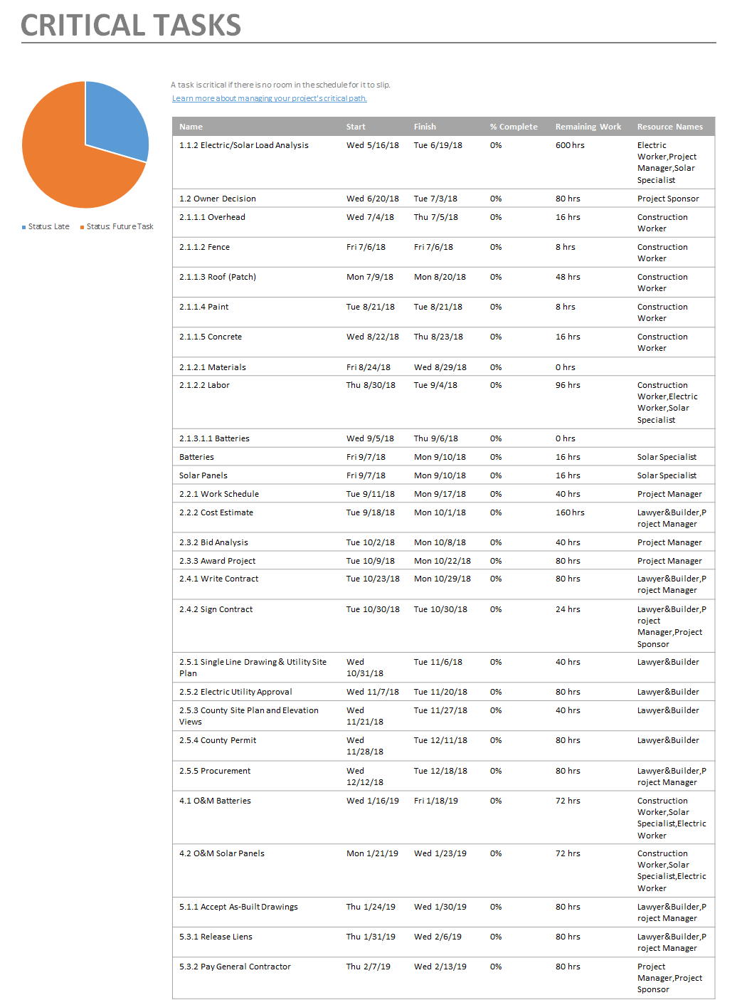 CRITICAL TASKS
A task is critical if there is no room in the schedule for it to slip.
Learn more about managing your project's critical path.
Status: Late Status: Future Task
Name Start Finish % Complete Remaining Work Resource Names
1.1.2 Electric/Solar Load Analysis Wed 5/16/18 Tue 6/19/18 0% 600 hrs Electric
Worker,Project
Manager,Solar
Specialist
1.2 Owner Decision Wed 6/20/18 Tue 7/3/18 0% 80 hrs Project Sponsor
2.1.1.1 Overhead Wed 7/4/18 Thu 7/5/18 0% 16 hrs Construction
Worker
2.1.1.2 Fence Fri 7/6/18 Fri 7/6/18 0% 8 hrs Construction
Worker
2.1.1.3 Roof (Patch) Mon 7/9/18 Mon 8/20/18 0% 48 hrs Construction
Worker
2.1.1.4 Paint Tue 8/21/18 Tue 8/21/18 0% 8 hrs Construction
Worker
2.1.1.5 Concrete Wed 8/22/18 Thu 8/23/18 0% 16 hrs Construction
Worker
2.1.2.1 Materials Fri 8/24/18 Wed 8/29/18 0% 0 hrs
2.1.2.2 Labor Thu 8/30/18 Tue 9/4/18 0% 96 hrs Construction
Worker,Electric
Worker,Solar
Specialist
2.1.3.1.1 Batteries Wed 9/5/18 Thu 9/6/18 0% 0 hrs
Batteries Fri 9/7/18 Mon 9/10/18 0% 16 hrs Solar Specialist
Solar Panels Fri 9/7/18 Mon 9/10/18 0% 16 hrs Solar Specialist
2.2.1 Work Schedule Tue 9/11/18 Mon 9/17/18 0% 40 hrs Project Manager
2.2.2 Cost Estimate Tue 9/18/18 Mon 10/1/18 0% 160 hrs Lawyer&Builder,P
roject Manager
2.3.2 Bid Analysis Tue 10/2/18 Mon 10/8/18 0% 40 hrs Project Manager
2.3.3 Award Project Tue 10/9/18 Mon 10/22/18 0% 80 hrs Project Manager
2.4.1 Write Contract Tue 10/23/18 Mon 10/29/18 0% 80 hrs Lawyer&Builder,P
roject Manager
2.4.2 Sign Contract Tue 10/30/18 Tue 10/30/18 0% 24 hrs Lawyer&Builder,P
roject
Manager,Project
Sponsor
2.5.1 Single Line Drawing & Utility Site Wed Tue 11/6/18 0% 40 hrs Lawyer&Builder
Plan 10/31/18
2.5.2 Electric Utility Approval Wed 11/7/18 Tue 11/20/18 0% 80 hrs Lawyer&Builder
2.5.3 County Site Plan and Elevation Wed Tue 11/27/18 0% 40 hrs Lawyer&Builder
Views 11/21/18
2.5.4 County Permit Wed Tue 12/11/18 0% 80 hrs Lawyer&Builder
11/28/18
2.5.5 Procurement Wed Tue 12/18/18 0% 80 hrs Lawyer&Builder,P
12/12/18 roject Manager
4.1 O&M Batteries Wed 1/16/19 Fri 1/18/19 0% 72 hrs Construction
Worker,Solar
Specialist,Electric
Worker
4.2 O&M Solar Panels Mon 1/21/19 Wed 1/23/19 0% 72 hrs Construction
Worker,Solar
Specialist,Electric
Worker
5.1.1 Accept As-Built Drawings Thu 1/24/19 Wed 1/30/19 0% 80 hrs Lawyer&Builder,P
roject Manager
5.3.1 Release Liens Thu 1/31/19 Wed 2/6/19 0% 80 hrs Lawyer&Builder,P
roject Manager
5.3.2 Pay General Contractor Thu 2/7/19 Wed 2/13/19 0% 80 hrs Project
Manager,Project
Sponsor